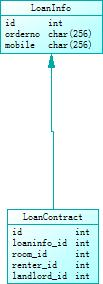 LoanInfo
id int
orderno char(256)
mobile char(256)
LoanContract
id int
loaninfo_id int
room_id int
renter_id int
landlord_id int